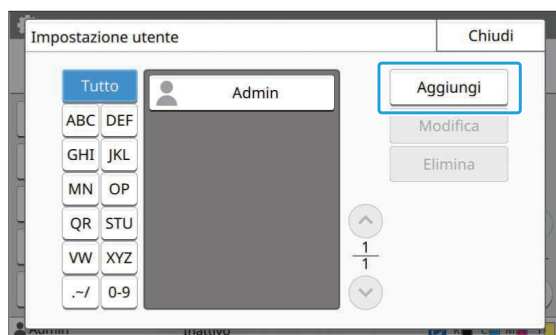 Impostazione utente
Chiudi
Tutto
ABC DEF
GHI JKL
MN OP
QR STU
VW XYZ
.~/ 0-9
Admin
Aggiungi
Modifica
Elimina
1
1
Admin
Inattivo